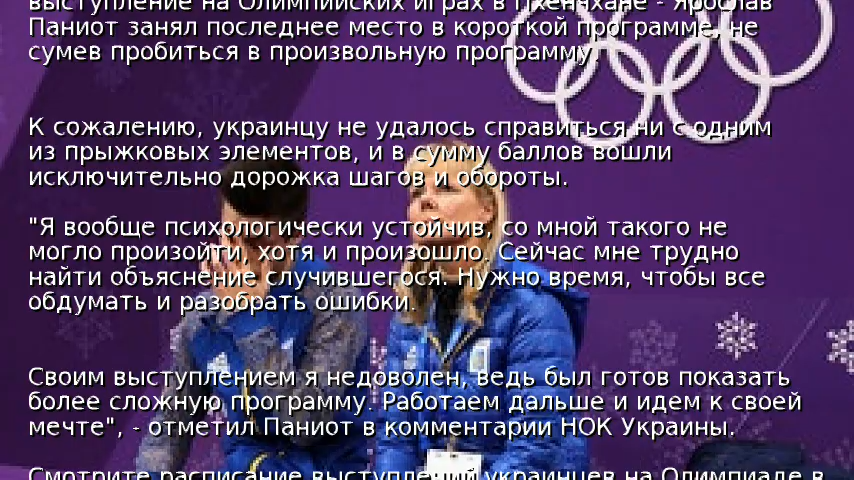 выступление на Олимпийских играх в Пхенчхане - Ярослав
Паниот занял последнее место в короткой программе, не
сумев пробиться в произвольную программу.
К сожалению, украинцу не удалось справиться ни с одним
из прыжковых элементов, и в сумму баллов вошли
исключительно дорожка шагов и обороты.
"Я вообще психологически устойчив, со мной такого не
могло произойти, хотя и произошло. Сейчас мне трудно
найти объяснение случившегося. Нужно время, чтобы все
обдумать и разобрать ошибки.
Своим выступлением я недоволен, ведь был готов показать
более сложную программу. Работаем дальше и идем к своей
мечте", - отметил Паниот в комментарии НОК Украины.
Смотрите расписание выступлений украинцев на Олимпиаде в